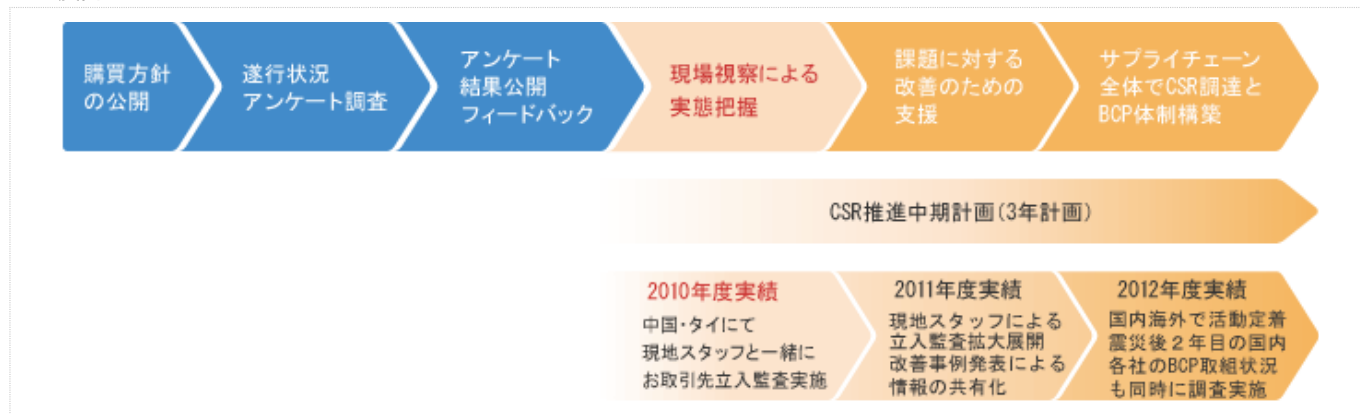 購買方針
の公開
遂行状況
アンケート調査
アンケート
結果公開
フィードバック
現場視察による
実態把握
課題に対する
改善のための
支援
サプライチェーン
全体でCSR調達と
BCP体制構築
CSR推進中期計画(3年計画)
2010年度実績
中国・タイにて
現地スタッフと一緒に
お取引先立入監査実施
2011年度実績
現地スタッフによる
立入監査拡大展開
改善事例発表による
情報の共有化
2012年度実績
国内海外で活動定着
震災後２年目の国内
各社のBCP取組状況
も同時に調査実施